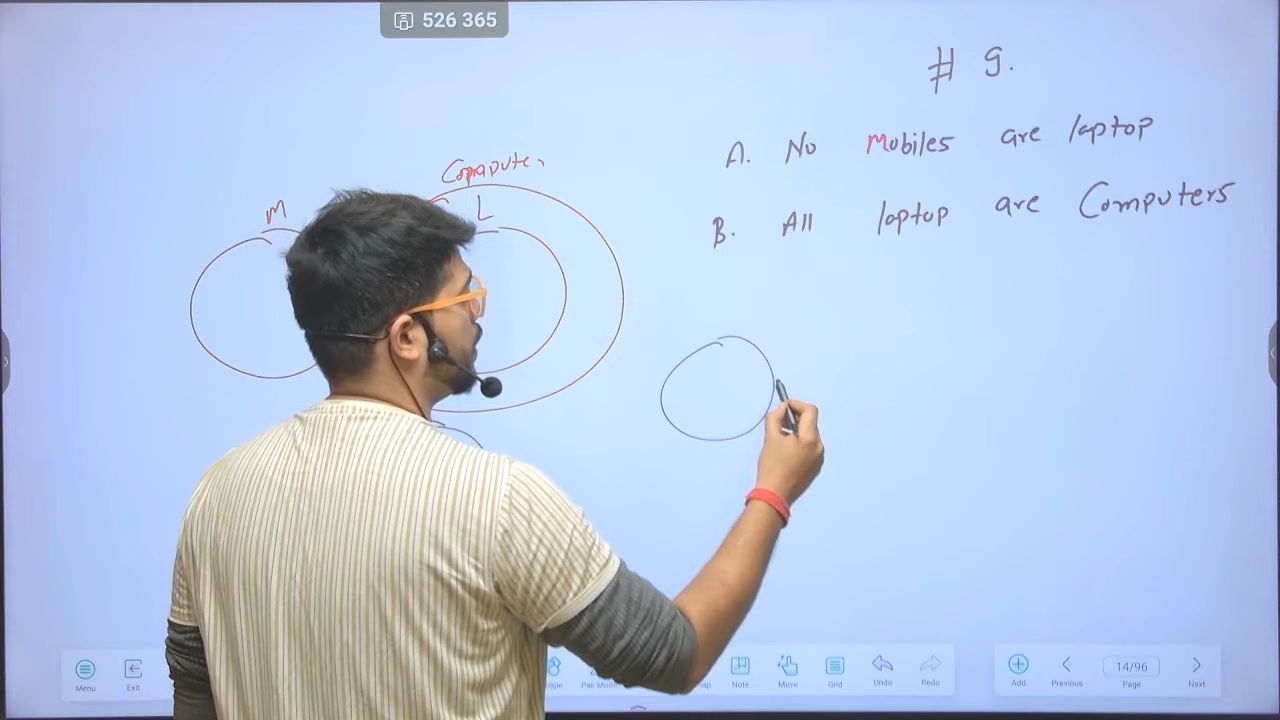 526 365
# 9.
A. No Mobiles are laptop
B. All laptop are Computers
Computer
M
L
Menu
Exit
Note
Move
Grid
Undo
Redo
Add
Previous
14/96
Page
Next